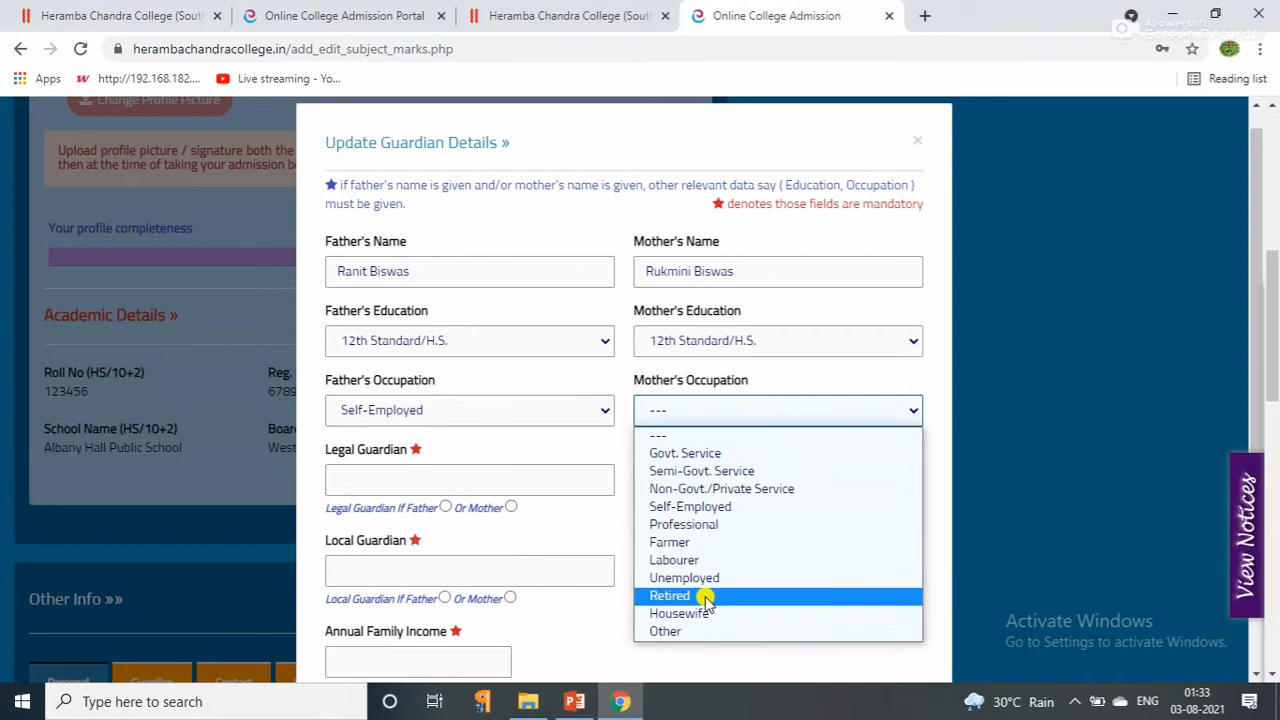 Heramba Chandra College (Sout
Online College Admission Portal
Heramba Chandra College (Sout
Online College Admission
Apowersoft
Screen Recorder
herambachandracollege.in/add_edit_subject_marks.php
Apps
http://192.168.182....
Live streaming - Yo...
Reading list
Change Profile Picture
Upload profile picture / signature both the
then at the time of taking your admission b
Your profile completeness
Academic Details »
Roll No (HS/10+2)
Reg.
123456
6789
School Name (HS/10+2)
Boar
Albany Hall Public School
West
Other Info »»
Personal
Guardian
Contact
Update Guardian Details »
×
if father's name is given and/or mother's name is given, other relevant data say ( Education, Occupation )
must be given.
denotes those fields are mandatory
Father's Name
Mother's Name
Ranit Biswas
Rukmini Biswas
Father's Education
Mother's Education
12th Standard/H.S.
12th Standard/H.S.
Father's Occupation
Mother's Occupation
Self-Employed
---
---
Govt. Service
Semi-Govt. Service
Non-Govt./Private Service
Self-Employed
Professional
Farmer
Labourer
Unemployed
Retired
Housewife
Other
Legal Guardian
Legal Guardian If Father Or Mother
Local Guardian
Local Guardian If Father Or Mother
Annual Family Income
View Notices
Activate Windows
Go to Settings to activate Windows.
Type here to search
30°C Rain
ENG
01:33
03-08-2021